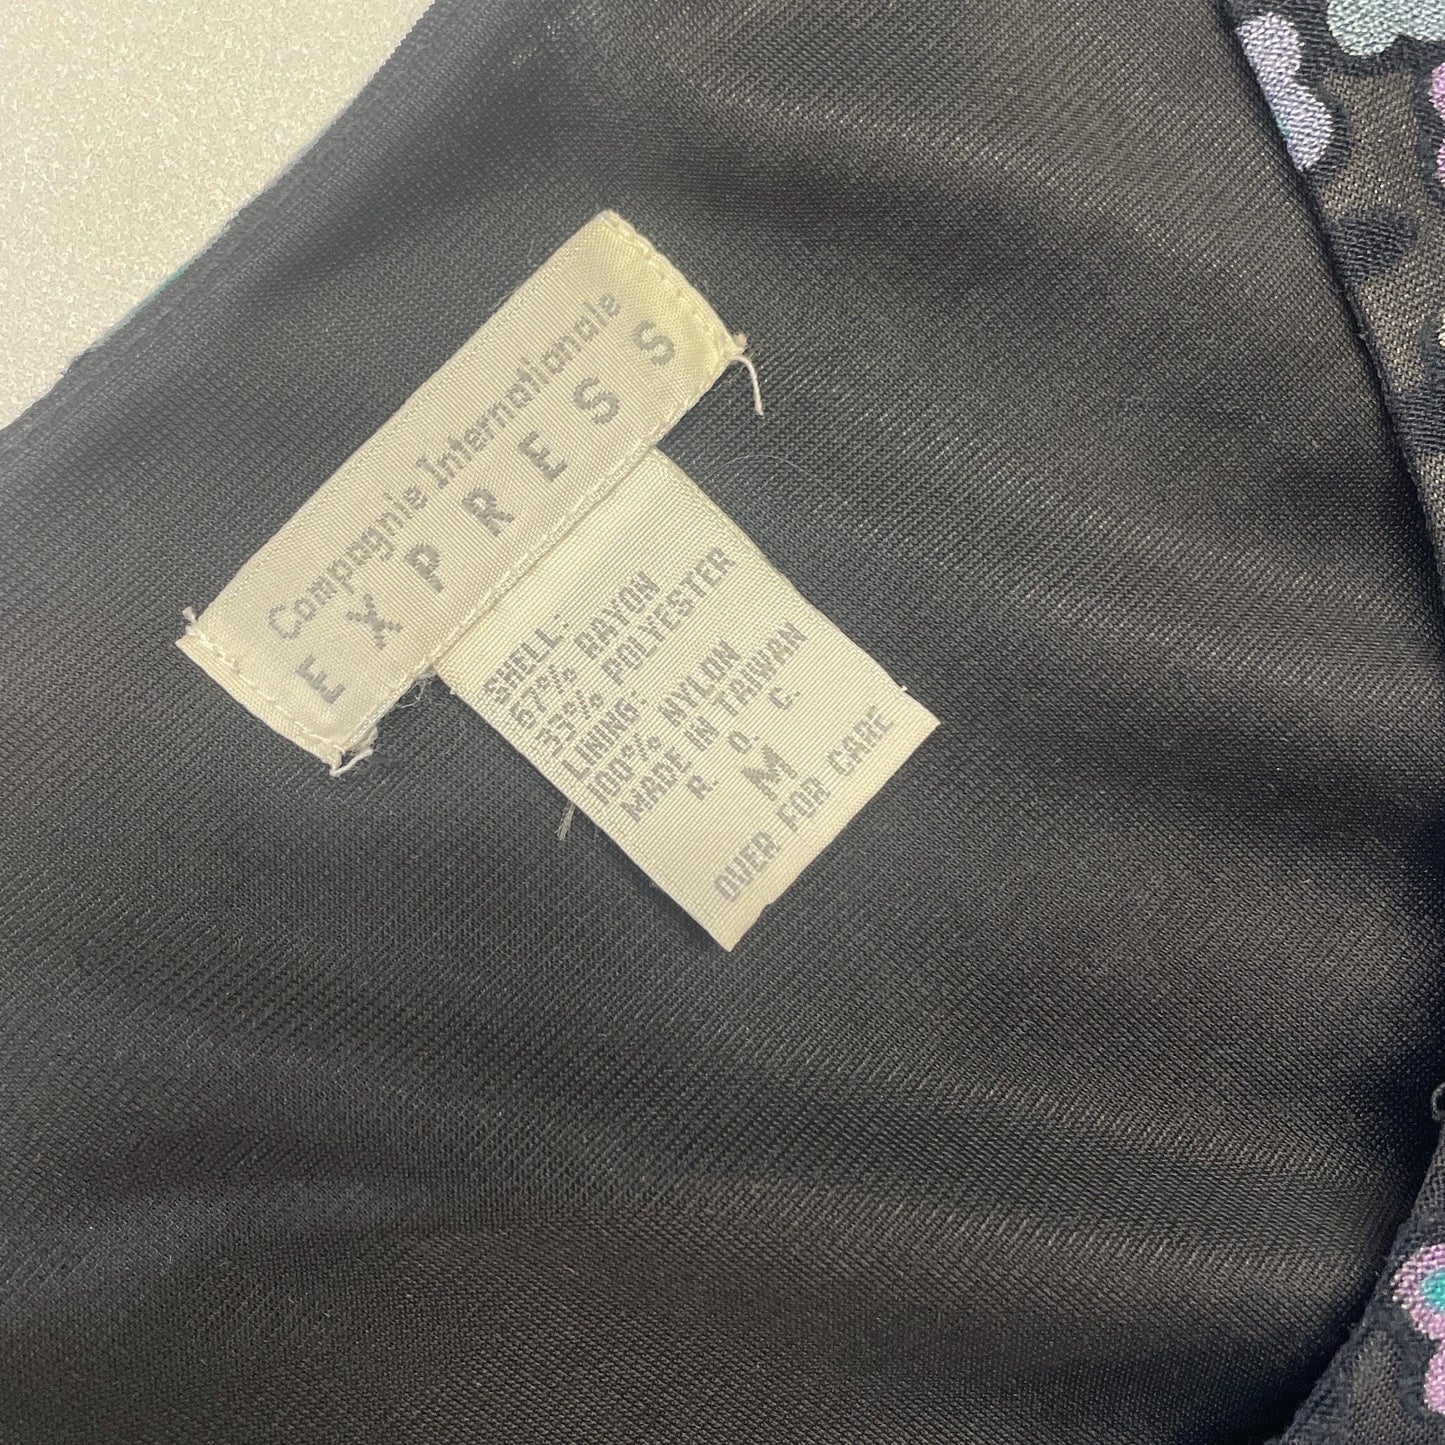 Compagnie Internationale
EXPRESS
SHELL:
67% RAYON
33% POLYESTER
LINING:
100% NYLON
MADE IN TAIWAN
R. O. C.
M
OVER FOR CARE